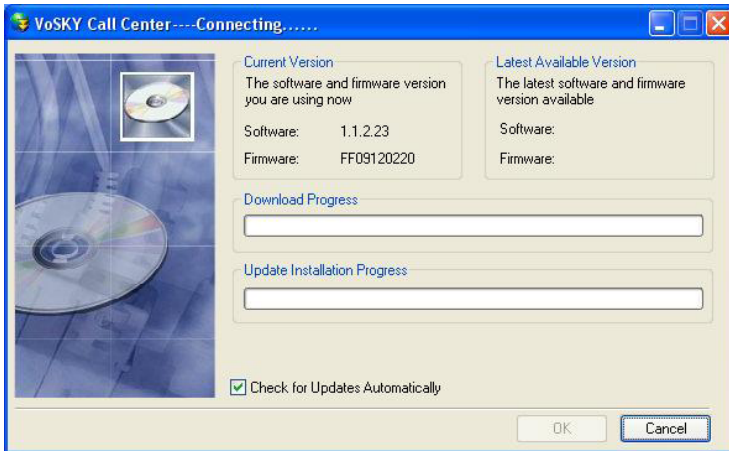 VoSKY Call Center----Connecting......
Current Version
The software and firmware version
you are using now
Software: 1.1.2.23
Firmware: FF09120220
Latest Available Version
The latest software and firmware
version available
Software:
Firmware:
Download Progress
Update Installation Progress
Check for Updates Automatically
OK
Cancel